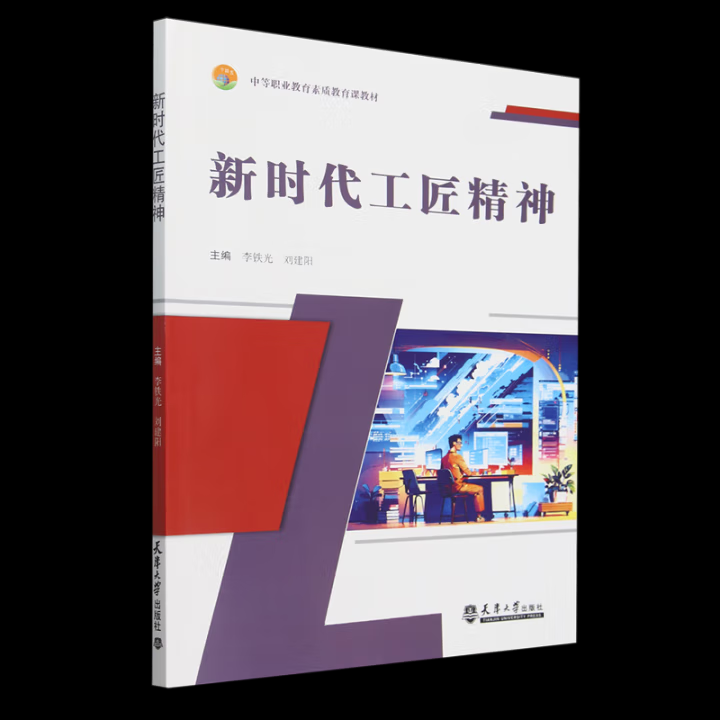 中等职业教育素质教育课教材
新时代工匠精神
主编 李铁光 刘建阳
天津大学出版社
TIANJIN UNIVERSITY PRESS
新时代工匠精神
主编 李铁光 刘建阳
天津大学出版社